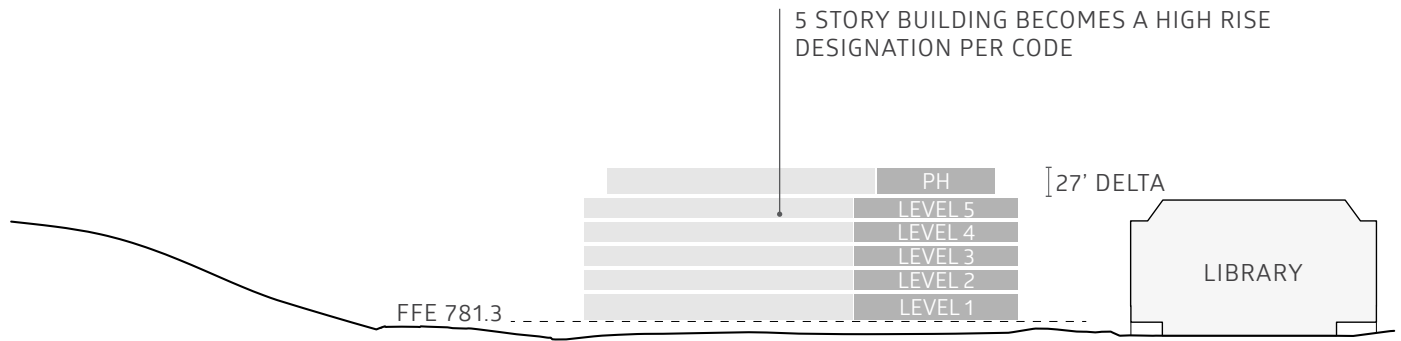 5 STORY BUILDING BECOMES A HIGH RISE
DESIGNATION PER CODE
PH
27’ DELTA
LEVEL 5
LEVEL 4
LEVEL 3
LIBRARY
LEVEL 2
LEVEL 1
FFE 781.3